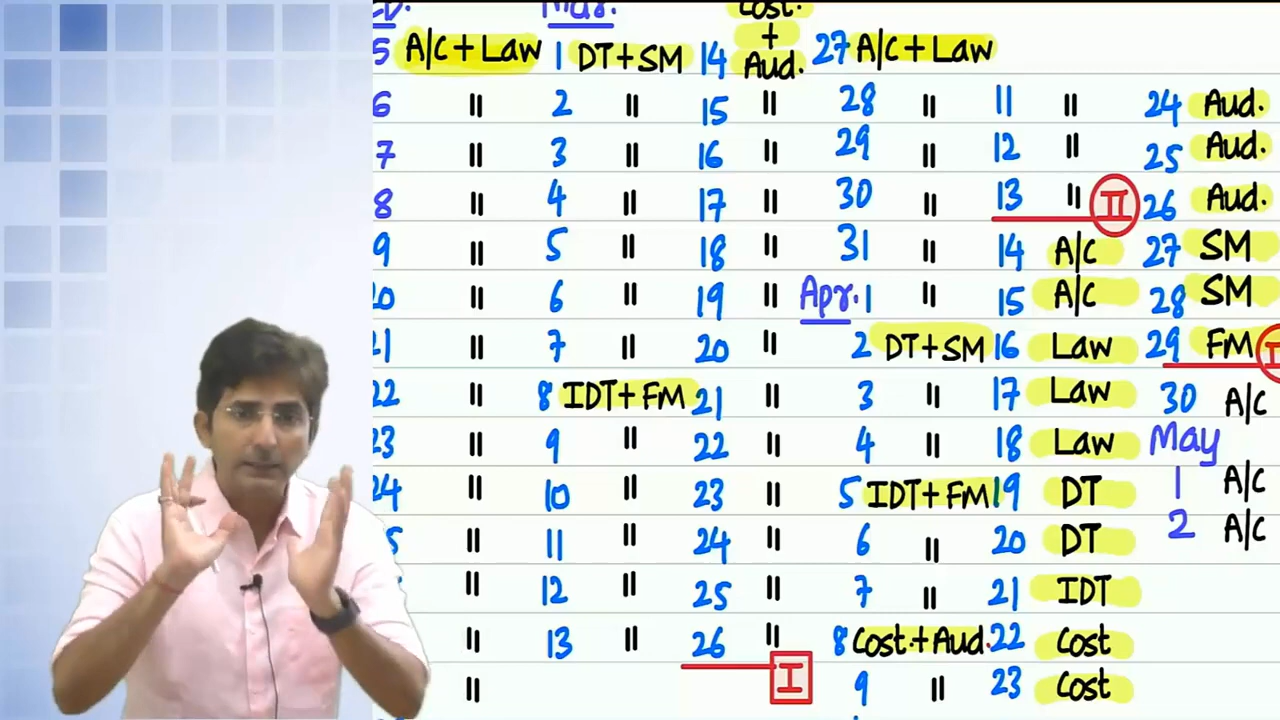 Mar. Cost.
5 A/C + Law 1 DT + SM 14 + Aud. 27 A/C + Law
6 " 2 " 15 " 28 " 11 " 24 Aud.
7 " 3 " 16 " 29 " 12 " 25 Aud.
8 " 4 " 17 " 30 " 13 " II 26 Aud.
9 " 5 " 18 " 31 " 14 A/C 27 SM
20 " 6 " 19 " Apr. 1 " 15 A/C 28 SM
21 " 7 " 20 " 2 DT + SM 16 Law 29 FM
22 " 8 IDT + FM 21 " 3 " 17 Law 30 A/C
23 " 9 " 22 " 4 " 18 Law May
24 " 10 " 23 " 5 IDT + FM 19 DT 1 A/C
5 " 11 " 24 " 6 " 20 DT 2 A/C
" 12 " 25 " 7 " 21 IDT
" 13 " 26 " 8 Cost. + Aud. 22 Cost
" I 9 " 23 Cost